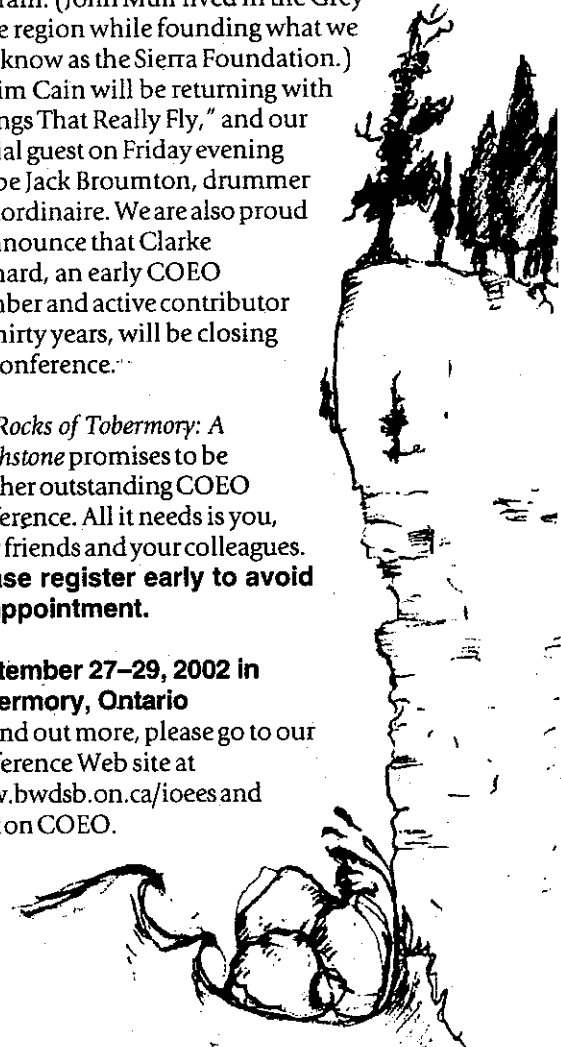 (John Muir lived in the Grey
e region while founding what we
know as the Sierra Foundation.)
im Cain will be returning with
ngs That Really Fly," and our
ial guest on Friday evening
be Jack Broumton, drummer
ordinaire. We are also proud
nnounce that Clarke
hard, an early COEO
nber and active contributor
hirty years, will be closing
onference.
Rocks of Tobermory: A
hstone promises to be
her outstanding COEO
ference. All it needs is you,
friends and your colleagues.
se register early to avoid
appointment.
tember 27–29, 2002 in
ermory, Ontario
nd out more, please go to our
ference Web site at
w.bwdsb.on.ca/ioees and
on COEO.